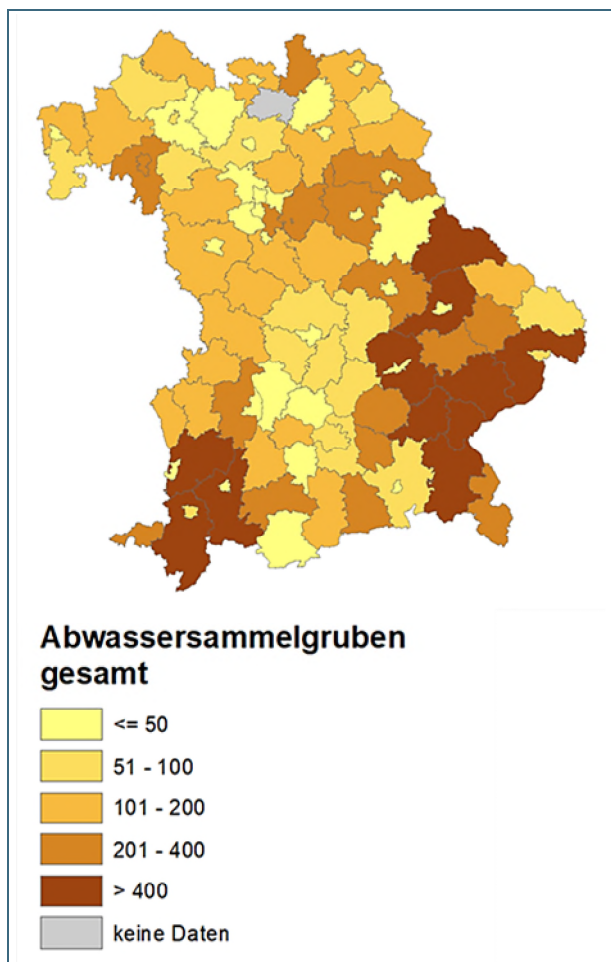 Abwassersammelgruben
gesamt
<= 50
51 - 100
101 - 200
201 - 400
> 400
keine Daten